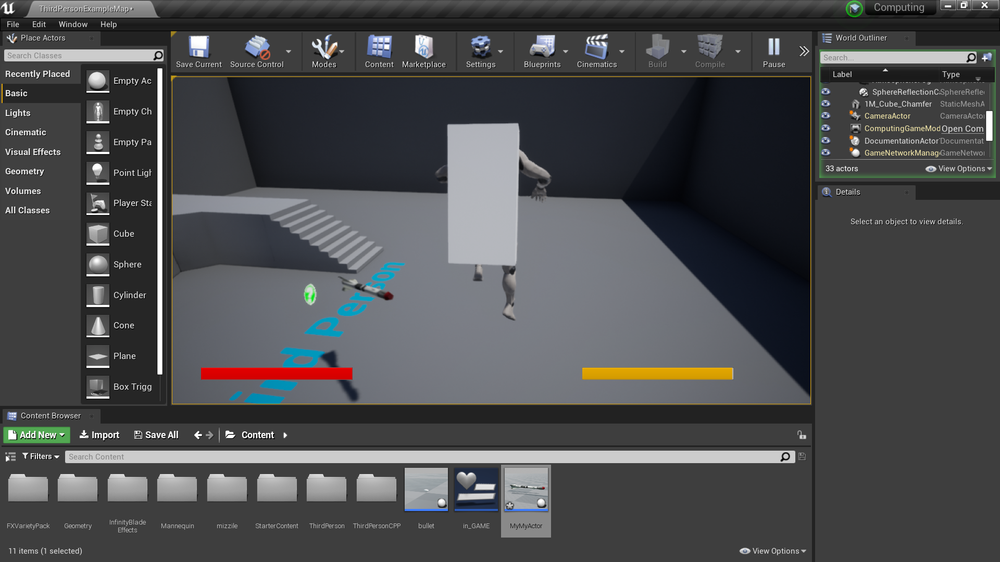 ThirdPersonExampleMap*
Computing
File Edit Window Help
Place Actors
Search Classes
Recently Placed
Basic
Lights
Cinematic
Visual Effects
Geometry
Volumes
All Classes
Empty Ac
Empty Ch
Empty Pa
Point Ligh
Player Sta
Cube
Sphere
Cylinder
Cone
Plane
Box Trigg
Save Current
Source Control
Modes
Content
Marketplace
Settings
Blueprints
Cinematics
Build
Compile
Pause
ird Person
World Outliner
Search...
Label Type
SphereReflectionC SphereReflec
1M_Cube_Chamfer StaticMeshA
CameraActor CameraActo
ComputingGameMod Open Com
DocumentationActor Documentat
GameNetworkManag GameNetwo
33 actors
View Options
Details
Select an object to view details.
Content Browser
Add New
Import
Save All
Content
Filters
Search Content
FXVarietyPack
Geometry
InfinityBlade
Effects
Mannequin
mizzile
StarterContent
ThirdPerson
ThirdPersonCPP
bullet
in_GAME
MyMyActor
11 items (1 selected)
View Options